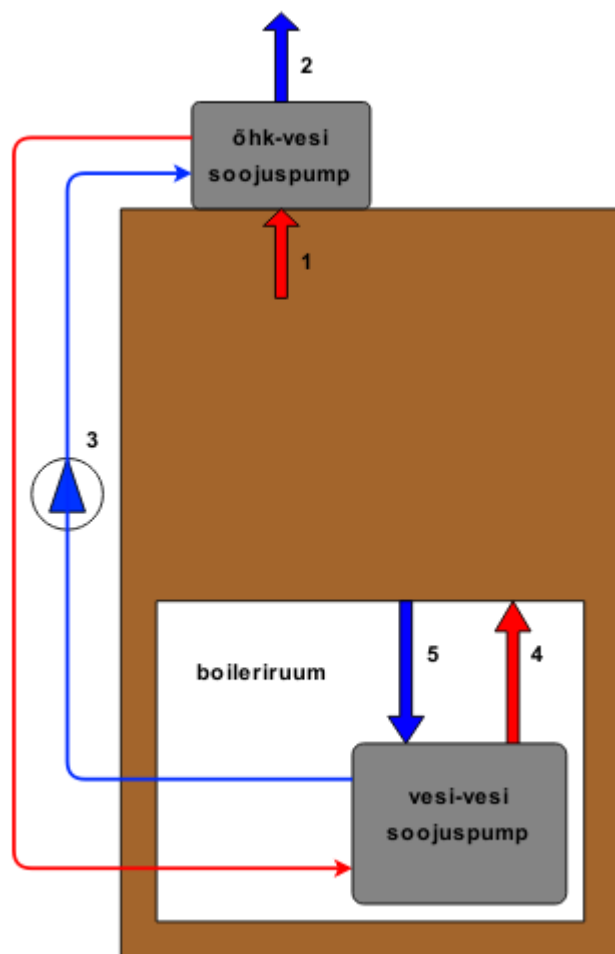 2
õhk-vesi
soojuspump
1
3
boileriruum
5
4
vesi-vesi
soojuspump